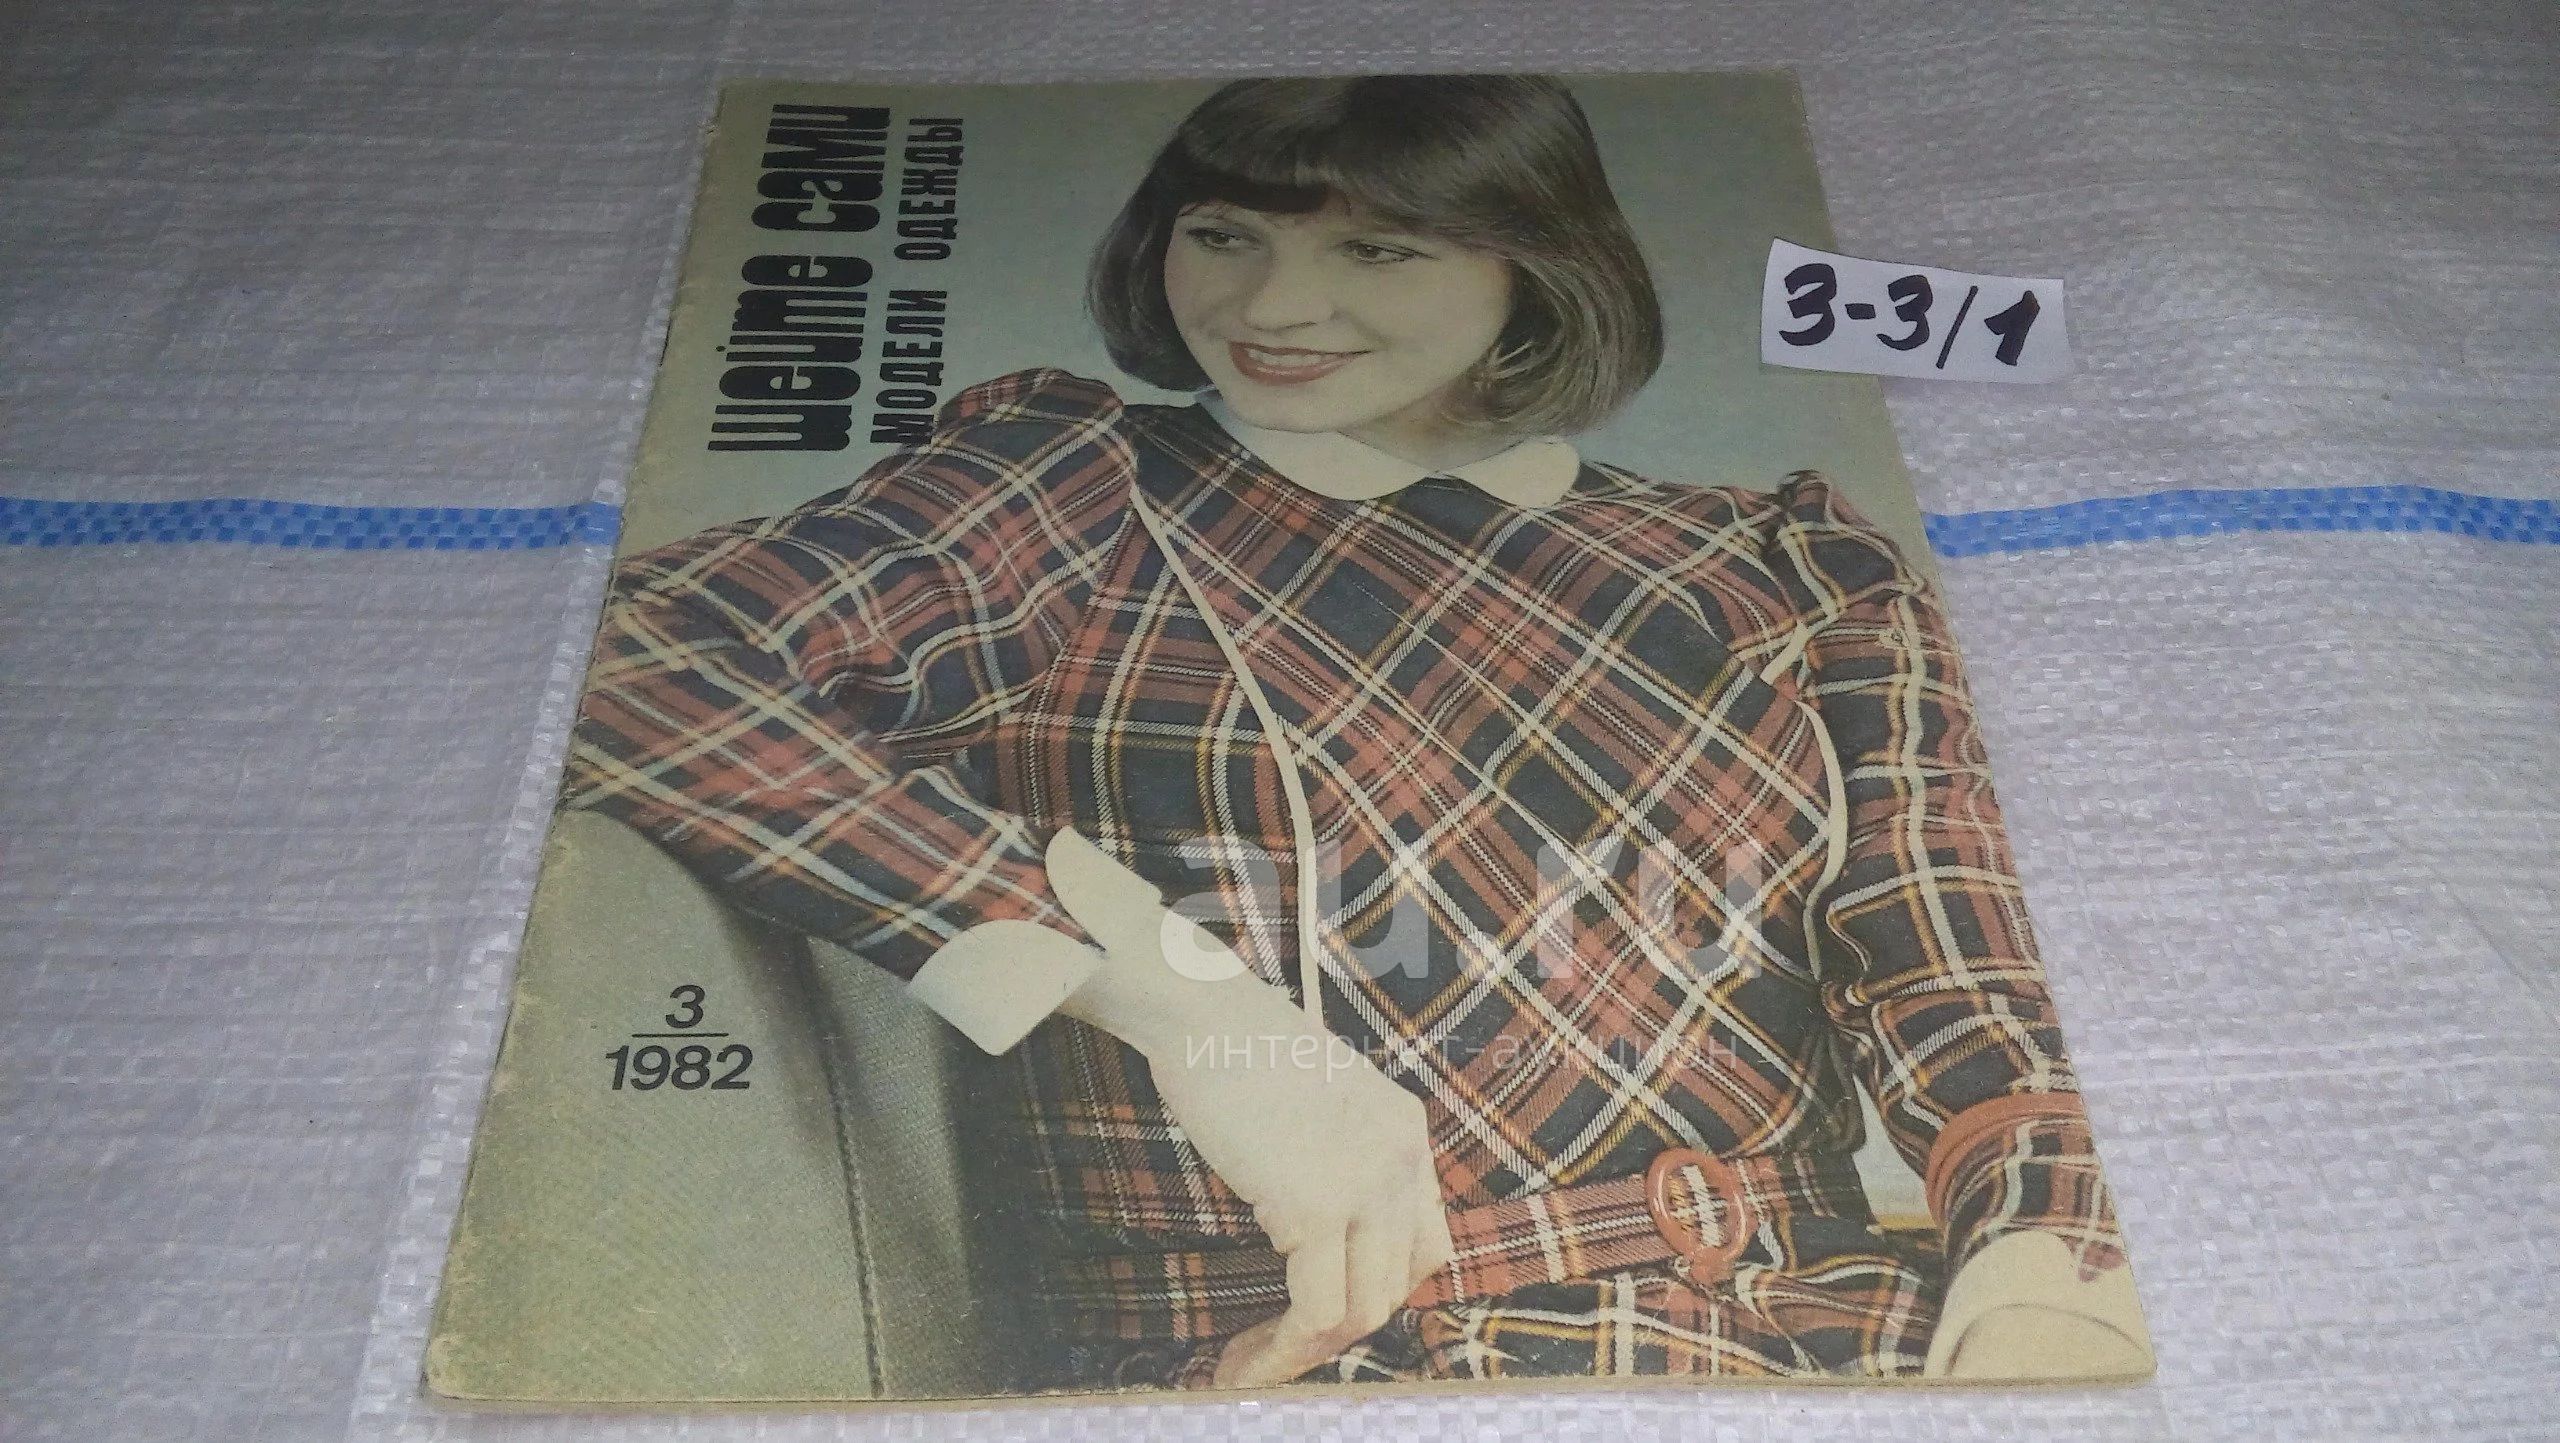 шейте сами
МОДЕЛИ ОДЕЖДЫ
3-3/1
3
1982
au.ru
интернет-аукцион